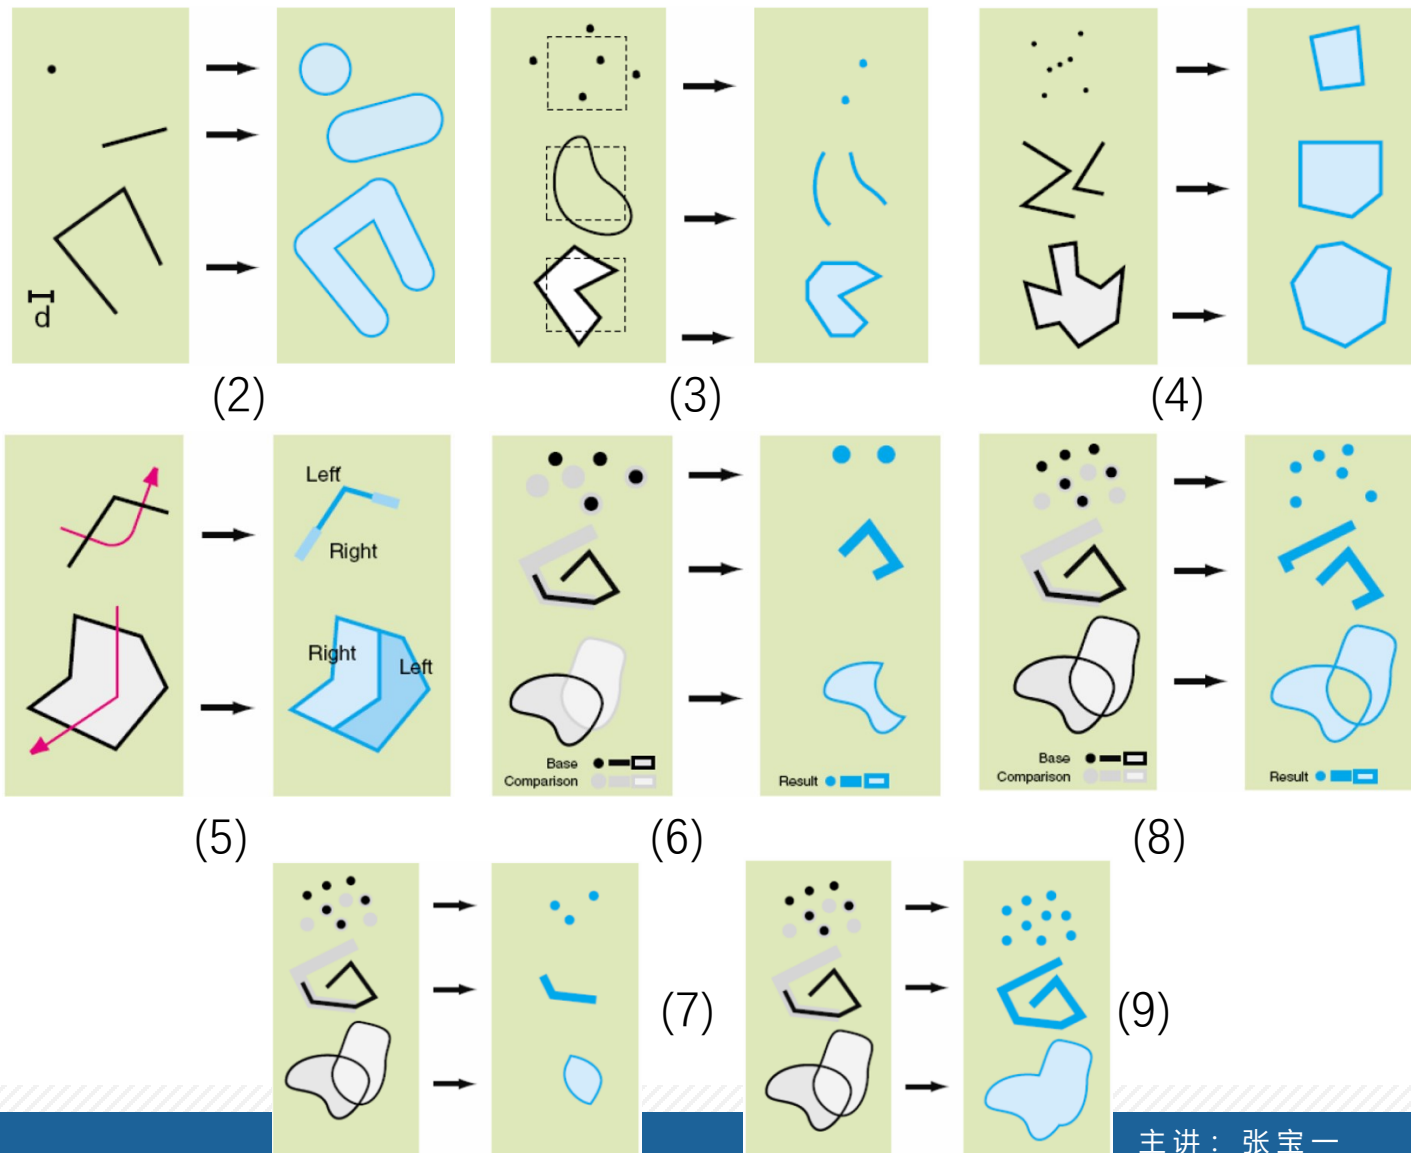 d
(2)
(3)
(4)
Left
Right
Right
Left
(5)
Base
Comparison
Result
(6)
Base
Comparison
Result
(8)
(7)
(9)
主讲：张宝一